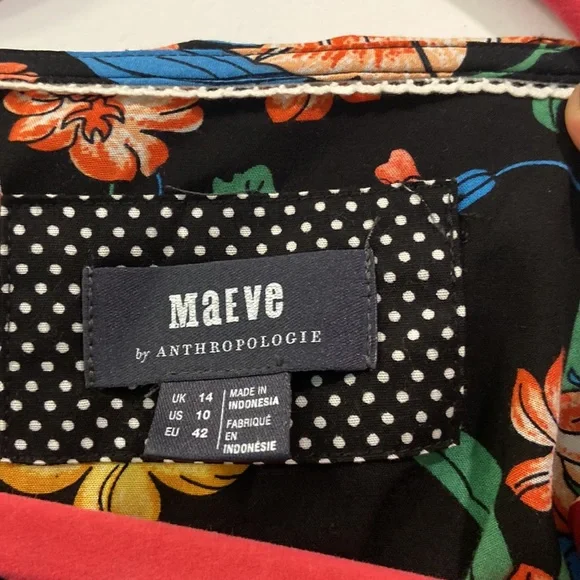 MaEVe
by ANTHROPOLOGIE
UK 14
US 10
EU 42
MADE IN
INDONESIA
FABRIQUÉ
EN
INDONÉSIE